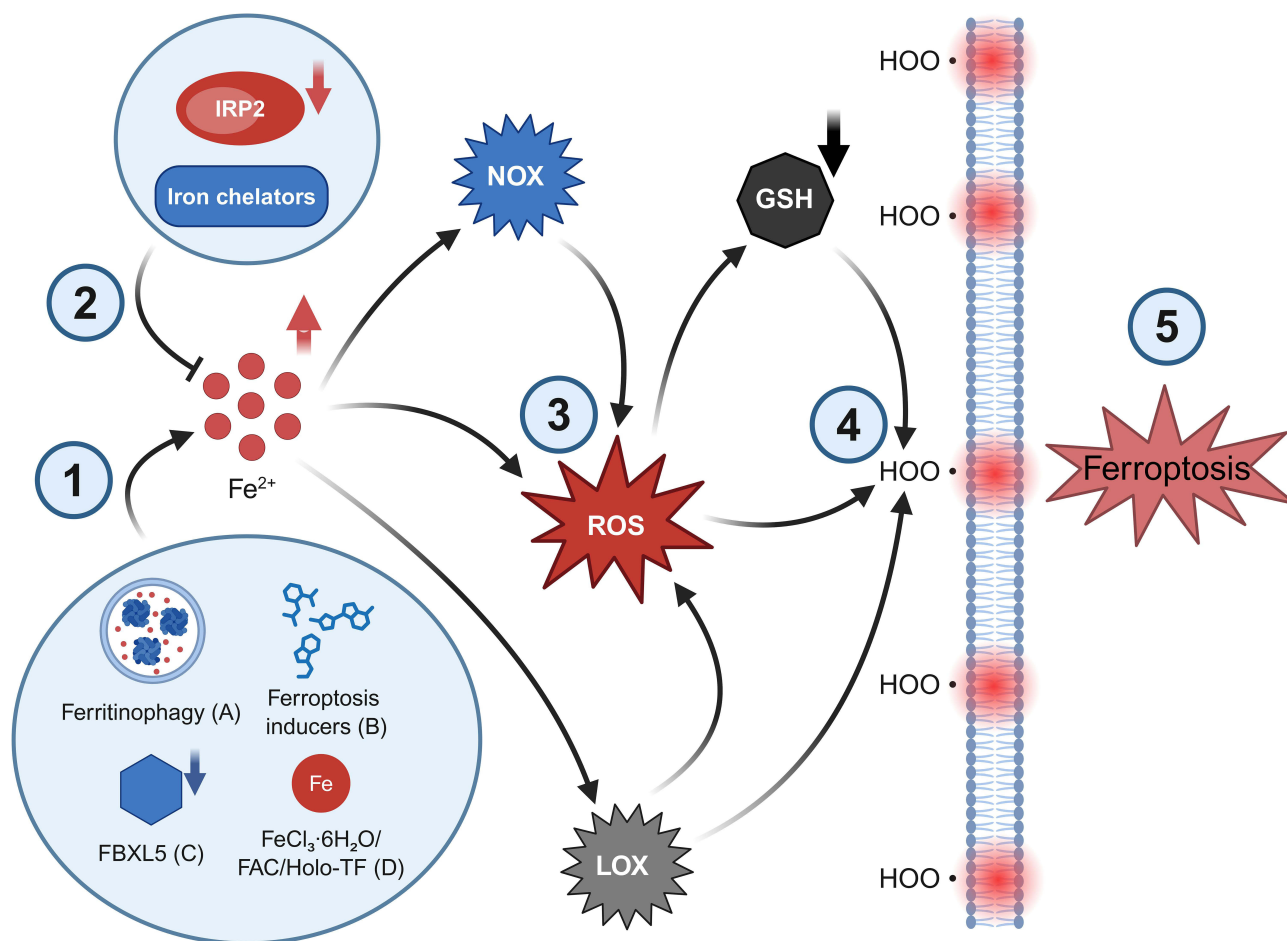 IRP2
Iron chelators
2
1
Fe²⁺
Ferritinophagy (A)
Ferroptosis
inducers (B)
FBXL5 (C)
Fe
FeCl₃·6H₂O/
FAC/Holo-TF (D)
NOX
3
ROS
LOX
GSH
4
HOO •
HOO •
HOO •
HOO •
HOO •
5
Ferroptosis